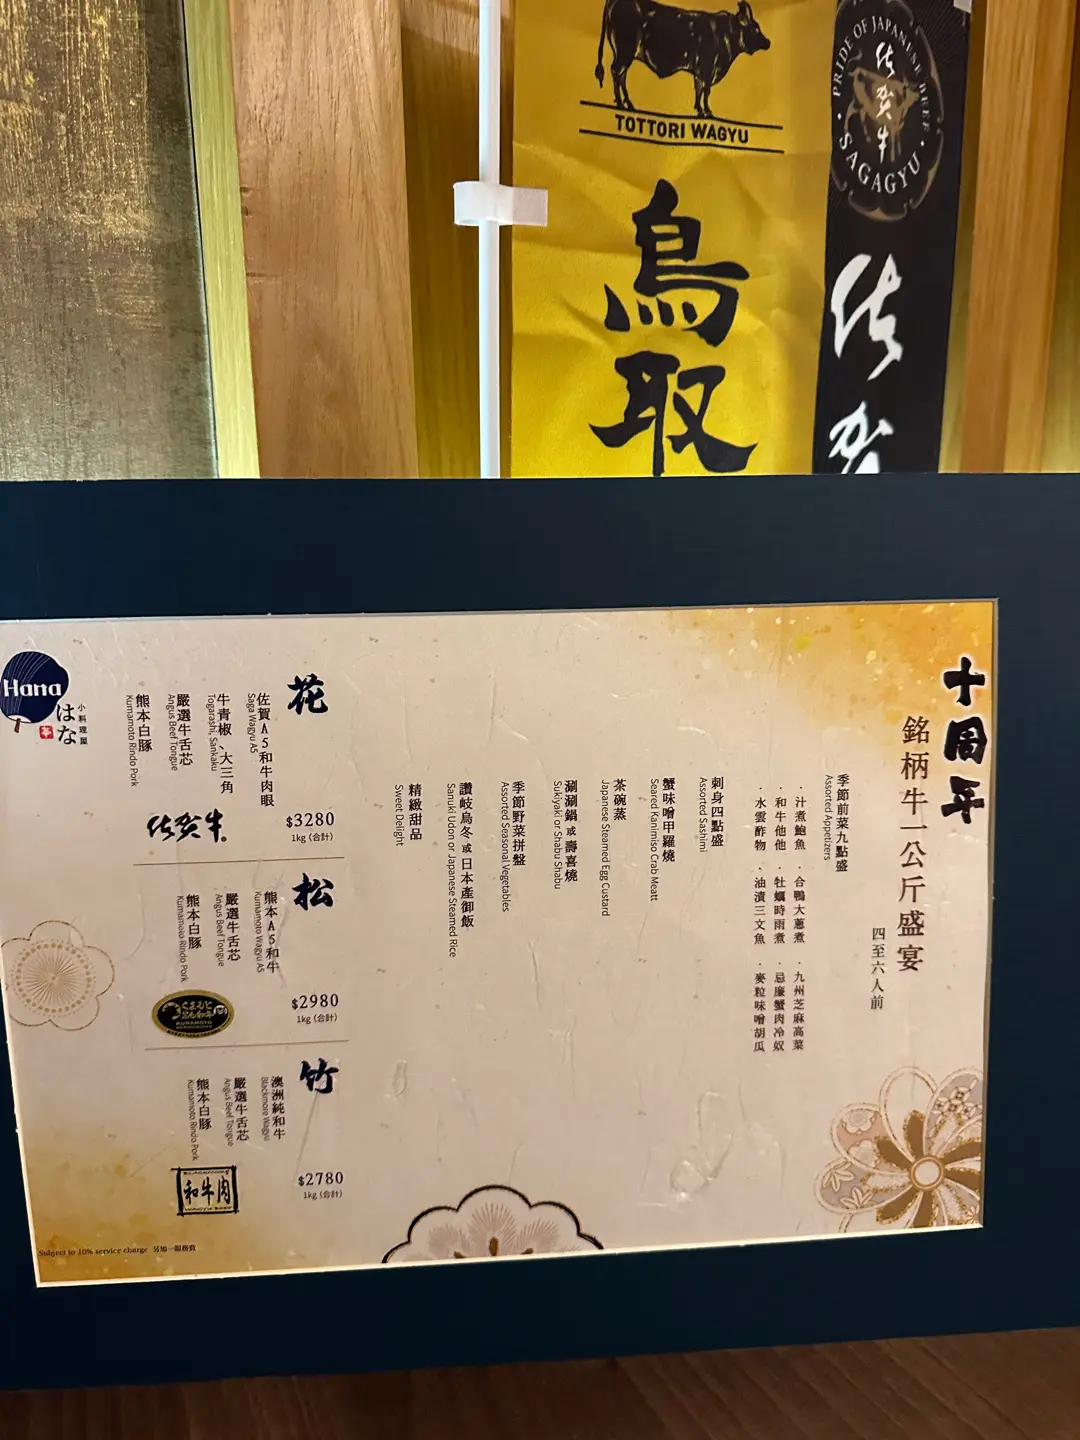 TOTTORI WAGYU
鳥取
PRIDE OF JAPANESE BEEF
佐賀牛
SAGAGYU
佐賀
十周年
銘柄牛一公斤盛宴
四至六人前
季節前菜九點盛
Assorted Appetizers
· 汁煮鮑魚 · 合鴨大蔥煮 · 九州芝麻高菜
· 和牛他他 · 牡蠣時雨煮 · 忌廉蟹肉冷奴
· 水雲酢物 · 油漬三文魚 · 麥粒味噌胡瓜
刺身四點盛
Assorted Sashimi
蟹味噌甲羅燒
Seared Kanimiso Crab Meatt
茶碗蒸
Japanese Steamed Egg Custard
涮涮鍋 或 壽喜燒
Sukiyaki or Shabu Shabu
季節野菜拼盤
Assorted Seasonal Vegetables
讚岐烏冬 或 日本產御飯
Sanuki Udon or Japanese Steamed Rice
精緻甜品
Sweet Delight
花
$3280
1kg (合計)
佐賀A5和牛肉眼
Saga Wagyu A5
牛青椒、大三角
Togarashi, Sankaku
嚴選牛舌芯
Angus Beef Tongue
熊本白豚
Kumamoto Rindo Pork
佐賀牛
松
$2980
1kg (合計)
熊本A5和牛
Kumamoto Wagyu A5
嚴選牛舌芯
Angus Beef Tongue
熊本白豚
Kumamoto Rindo Pork
くまもと
黒毛和牛
KUMAMOTO
竹
$2780
1kg (合計)
澳洲純和牛
Blackmore Wagyu
嚴選牛舌芯
Angus Beef Tongue
熊本白豚
Kumamoto Rindo Pork
和牛肉
WAGYU BEEF
Hana
小料理屋
はな
Subject to 10% service charge 另加一服務費